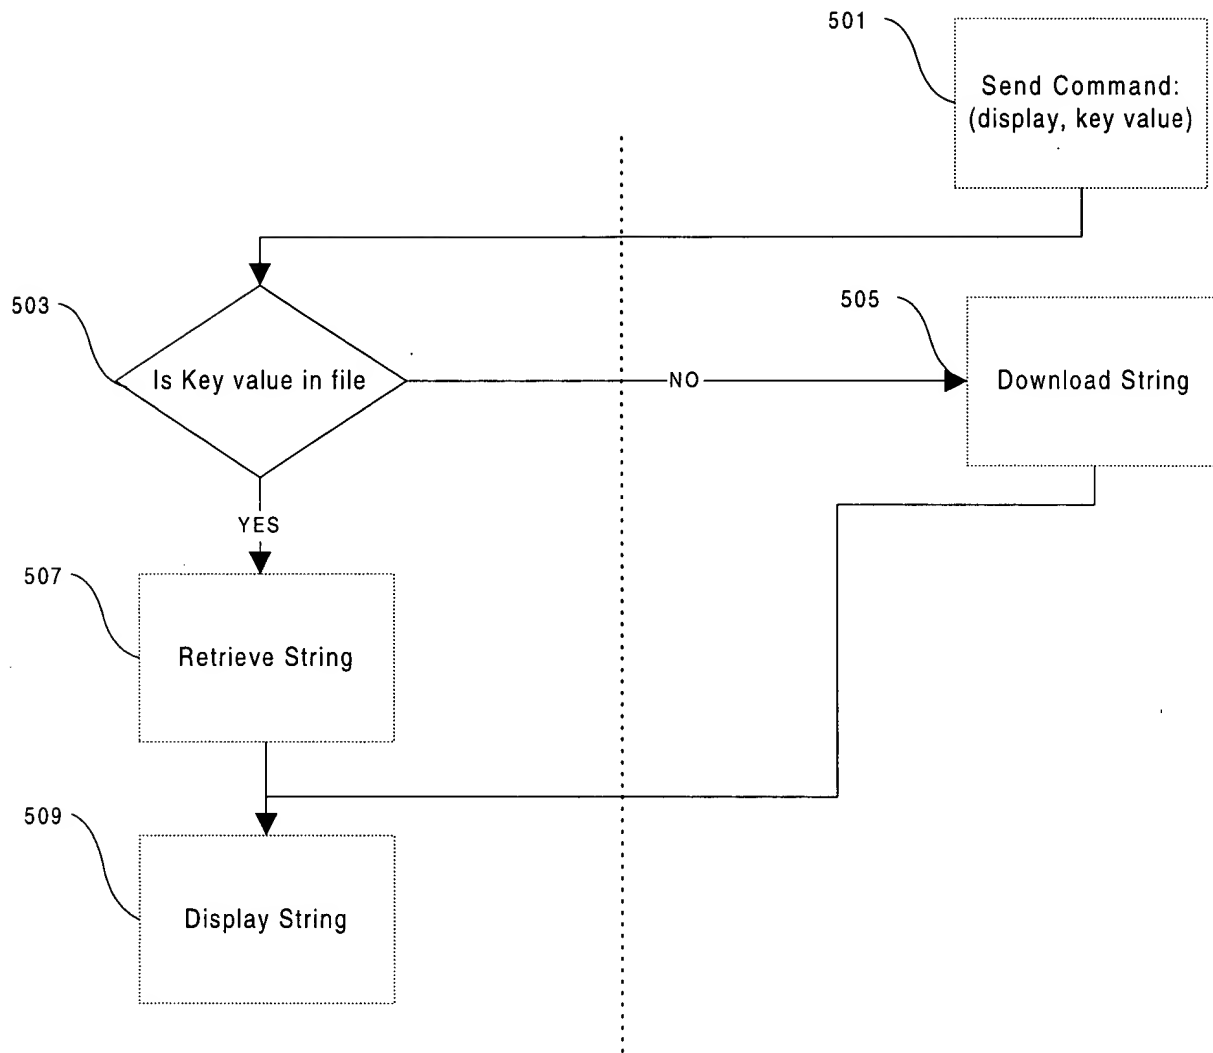 501
Send Command:
(display, key value)
503
Is Key value in file
NO
505
Download String
YES
507
Retrieve String
509
Display String